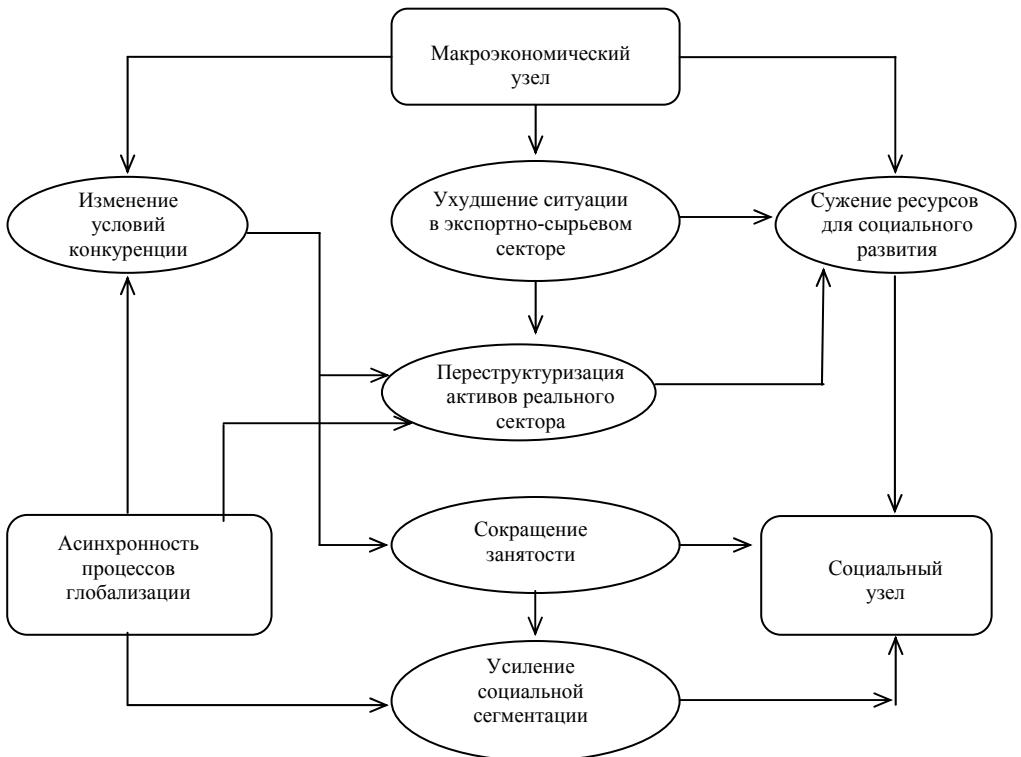 Макроэкономический
узел
Изменение
условий
конкуренции
Ухудшение ситуации
в экспортно-сырьевом
секторе
Сужение ресурсов
для социального
развития
Переструктуризация
активов реального
сектора
Асинхронность
процессов
глобализации
Сокращение
занятости
Социальный
узел
Усиление
социальной
сегментации